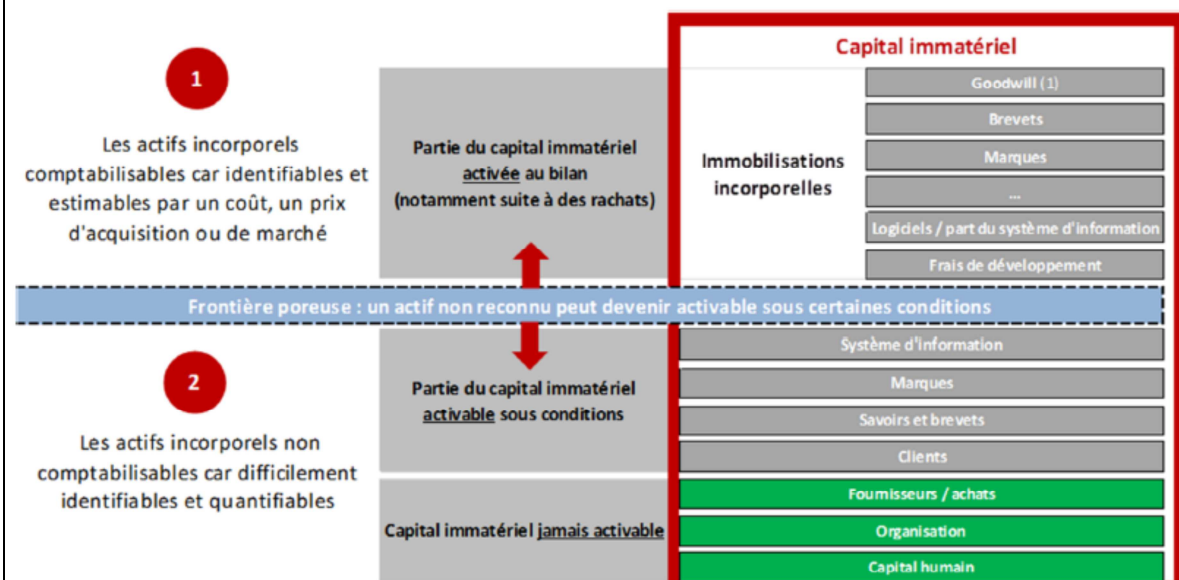 Capital immatériel
1
Les actifs incorporels
comptabilisables car identifiables et
estimables par un coût, un prix
d'acquisition ou de marché
Partie du capital immatériel
activée au bilan
(notamment suite à des rachats)
Immobilisations
incorporelles
Goodwill (1)
Brevets
Marques
...
Logiciels / part du système d'information
Frais de développement
Frontière poreuse : un actif non reconnu peut devenir activable sous certaines conditions
2
Les actifs incorporels non
comptabilisables car difficilement
identifiables et quantifiables
Partie du capital immatériel
activable sous conditions
Système d'information
Marques
Savoirs et brevets
Clients
Capital immatériel jamais activable
Fournisseurs / achats
Organisation
Capital humain